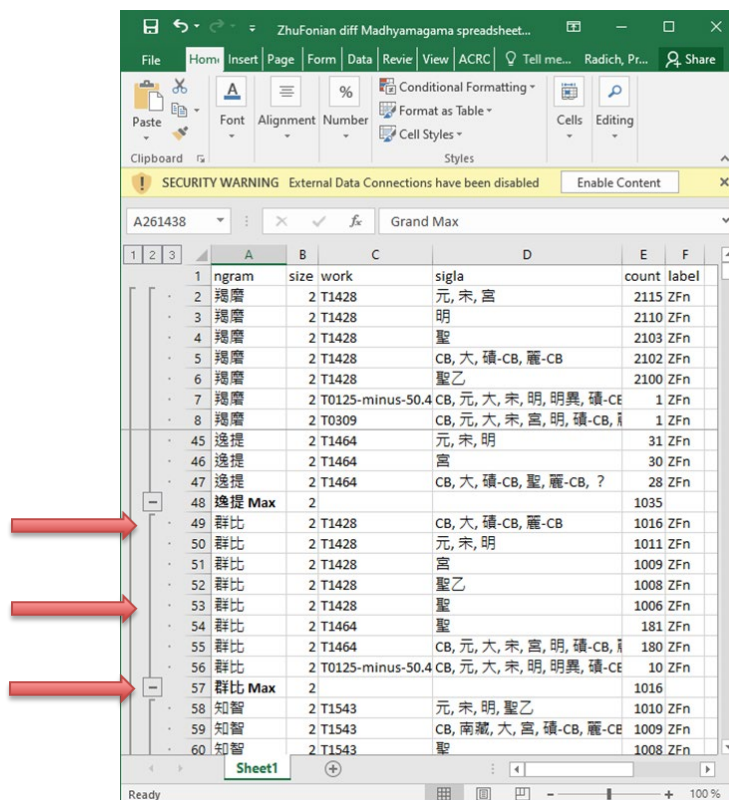 ZhuFonian diff Madhyamagama spreadsheet...
File Home Insert Page Form Data Revie View ACRC Tell me... Radich, Pr... Share
Paste Font Alignment Number Conditional Formatting Format as Table Cell Styles Cells Editing
Clipboard Styles
SECURITY WARNING External Data Connections have been disabled Enable Content
A261438 fx Grand Max
1 2 3 A B C D E F
1 ngram size work sigla count label
2 羯磨 2 T1428 元, 宋, 宮 2115 ZFn
3 羯磨 2 T1428 明 2110 ZFn
4 羯磨 2 T1428 聖 2103 ZFn
5 羯磨 2 T1428 CB, 大, 磧-CB, 麗-CB 2102 ZFn
6 羯磨 2 T1428 聖乙 2100 ZFn
7 羯磨 2 T0125-minus-50.4 CB, 元, 大, 宋, 明, 明異, 磧-CB 1 ZFn
8 羯磨 2 T0309 CB, 元, 大, 宋, 宮, 明, 磧-CB, 1 ZFn
45 逸提 2 T1464 元, 宋, 明 31 ZFn
46 逸提 2 T1464 宮 30 ZFn
47 逸提 2 T1464 CB, 大, 磧-CB, 聖, 麗-CB, ? 28 ZFn
48 逸提 Max 2 1035
49 群比 2 T1428 CB, 大, 磧-CB, 麗-CB 1016 ZFn
50 群比 2 T1428 元, 宋, 明 1011 ZFn
51 群比 2 T1428 宮 1009 ZFn
52 群比 2 T1428 聖乙 1008 ZFn
53 群比 2 T1428 聖 1006 ZFn
54 群比 2 T1464 聖 181 ZFn
55 群比 2 T1464 CB, 元, 大, 宋, 宮, 明, 磧-CB, 180 ZFn
56 群比 2 T0125-minus-50.4 CB, 元, 大, 宋, 明, 明異, 磧-CB 10 ZFn
57 群比 Max 2 1016
58 知智 2 T1543 元, 宋, 明, 聖乙 1010 ZFn
59 知智 2 T1543 CB, 南藏, 大, 宮, 磧-CB, 麗-CB 1009 ZFn
60 知智 2 T1543 聖 1008 ZFn
Sheet1
Ready 100 %